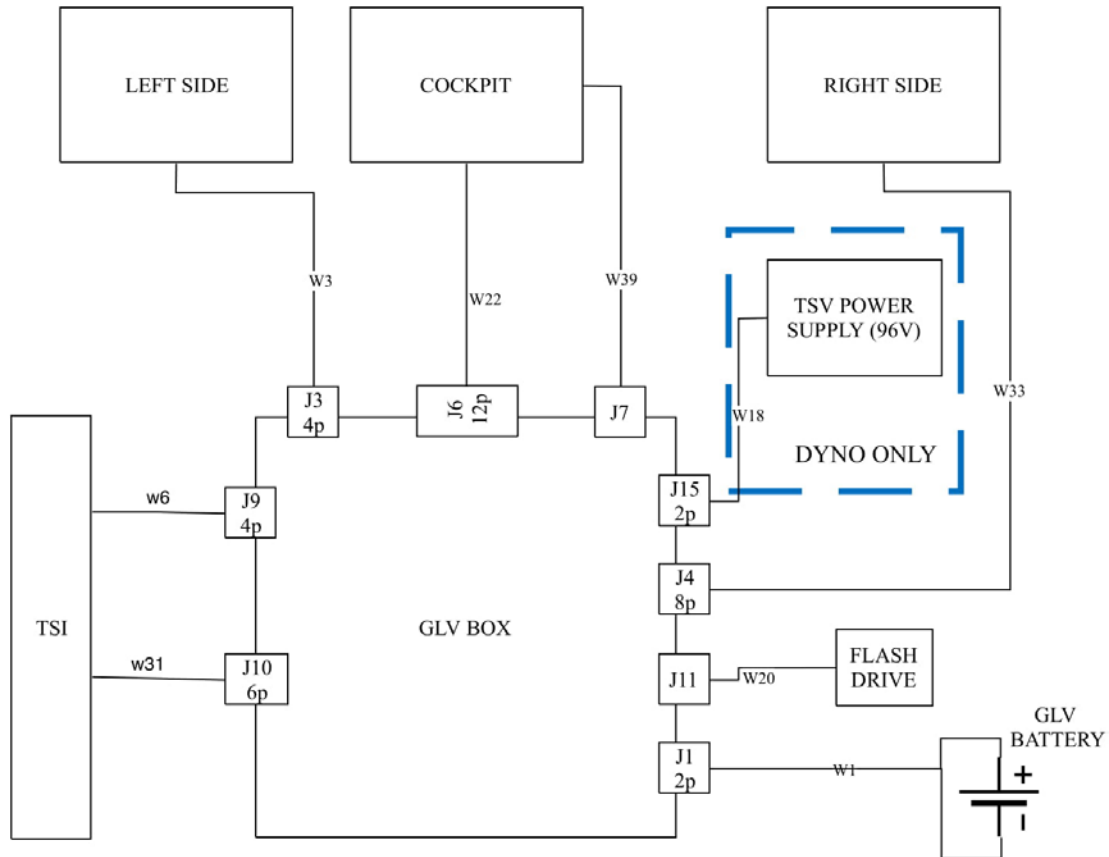 LEFT SIDE
COCKPIT
RIGHT SIDE
W3
W22
W39
TSV POWER
SUPPLY (96V)
W33
W18
DYNO ONLY
J3
4p
J6
12p
J7
J15
2p
w6
J9
4p
J4
8p
TSI
GLV BOX
w31
J10
6p
J11
W20
FLASH
DRIVE
GLV
BATTERY
J1
2p
W1
+
-